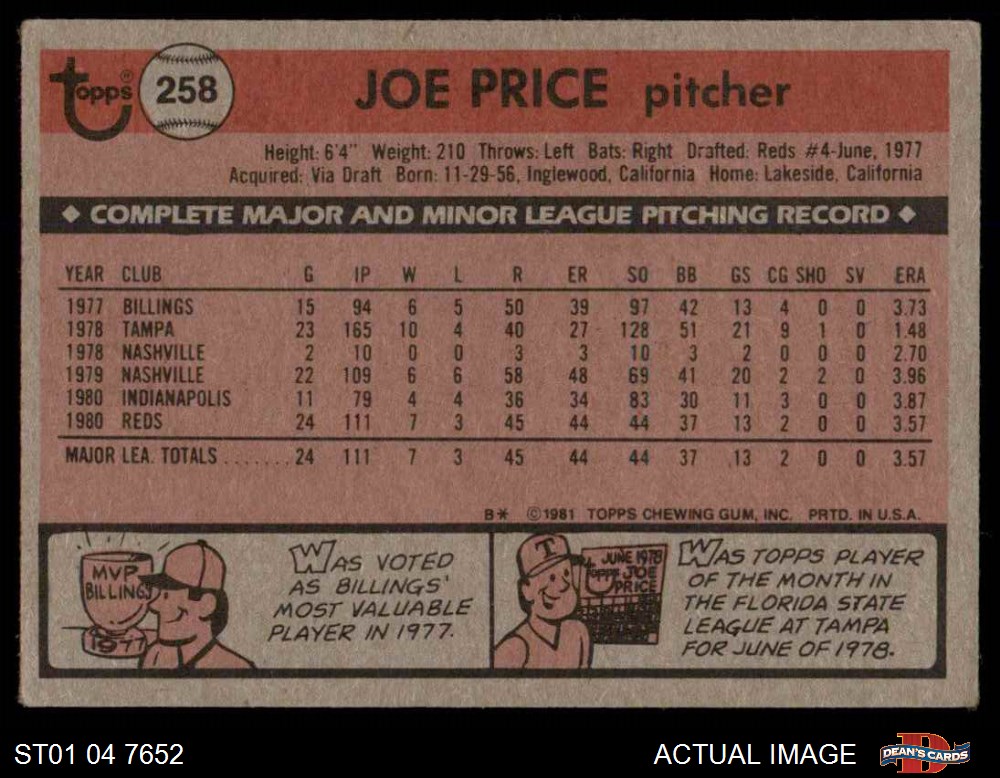 Topps® 258 JOE PRICE pitcher
Height: 6'4" Weight: 210 Throws: Left Bats: Right Drafted: Reds #4-June, 1977
Acquired: Via Draft Born: 11-29-56, Inglewood, California Home: Lakeside, California
◆ COMPLETE MAJOR AND MINOR LEAGUE PITCHING RECORD ◆
YEAR CLUB G IP W L R ER SO BB GS CG SHO SV ERA
1977 BILLINGS 15 94 6 5 50 39 97 42 13 4 0 0 3.73
1978 TAMPA 23 165 10 4 40 27 128 51 21 9 1 0 1.48
1978 NASHVILLE 2 10 0 0 3 3 10 3 2 0 0 0 2.70
1979 NASHVILLE 22 109 6 6 58 48 69 41 20 2 2 0 3.96
1980 INDIANAPOLIS 11 79 4 4 36 34 83 30 11 3 0 0 3.87
1980 REDS 24 111 7 3 45 44 44 37 13 2 0 0 3.57
MAJOR LEA. TOTALS ....... 24 111 7 3 45 44 44 37 13 2 0 0 3.57
B* ©1981 TOPPS CHEWING GUM, INC. PRTD. IN U.S.A.
MVP
BILLINGS
1977
WAS VOTED
AS BILLINGS'
MOST VALUABLE
PLAYER IN 1977.
T
JUNE 1978
Topps JOE
PRICE
WAS TOPPS PLAYER
OF THE MONTH IN
THE FLORIDA STATE
LEAGUE AT TAMPA
FOR JUNE OF 1978.
ST01 04 7652
ACTUAL IMAGE
D
DEAN'S CARDS